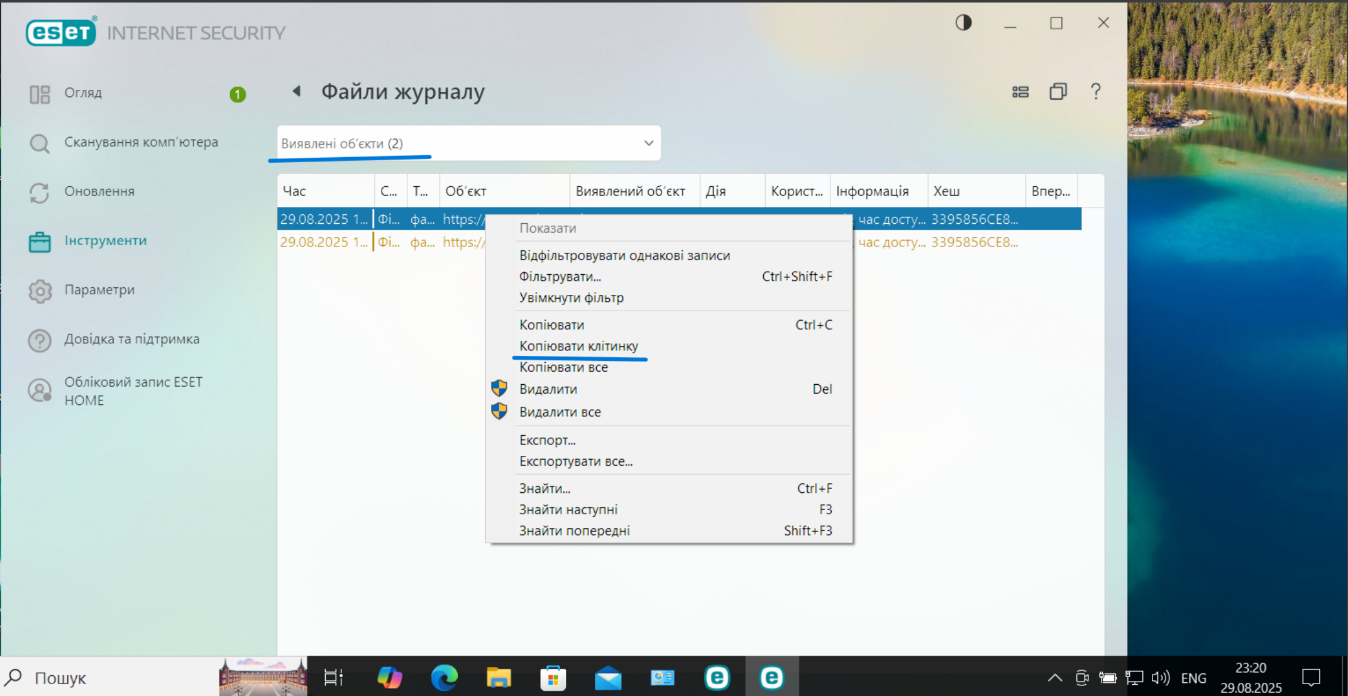 eset INTERNET SECURITY
Огляд
1
Сканування комп'ютера
Оновлення
Інструменти
Параметри
Довідка та підтримка
Обліковий запис ESET
HOME
Файли журналу
?
Виявлені об'єкти (2)
Час С... Т... Об'єкт Виявлений об'єкт Дія Корист... Інформація Хеш Впер...
29.08.2025 1... Фі... фа... https:/ час досту... 3395856CE8...
29.08.2025 1... Фі... фа... https:/ час досту... 3395856CE8...
Показати
Відфільтровувати однакові записи
Фільтрувати... Ctrl+Shift+F
Увімкнути фільтр
Копіювати Ctrl+C
Копіювати клітинку
Копіювати все
Видалити Del
Видалити все
Експорт...
Експортувати все...
Знайти... Ctrl+F
Знайти наступні F3
Знайти попередні Shift+F3
Пошук
ENG
23:20
29.08.2025